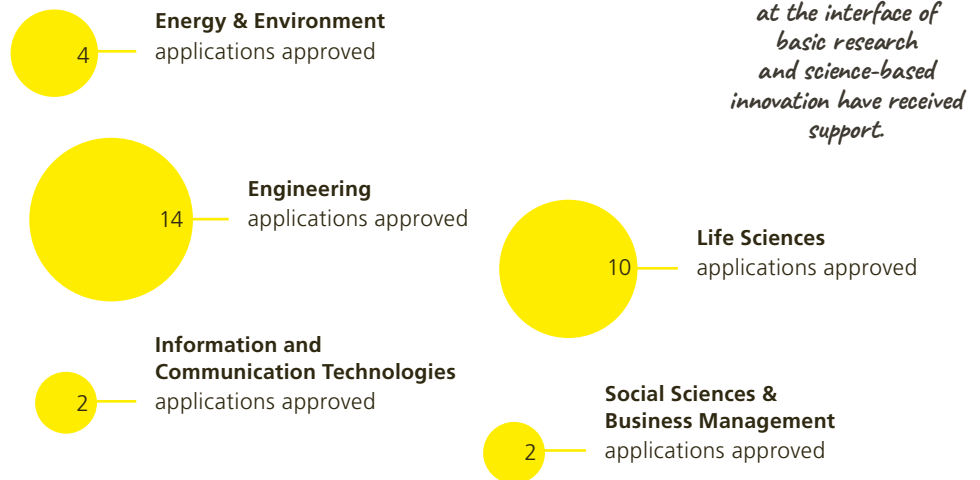 4
Energy & Environment
applications approved
at the interface of
basic research
and science-based
innovation have received
support.
14
Engineering
applications approved
10
Life Sciences
applications approved
2
Information and
Communication Technologies
applications approved
2
Social Sciences &
Business Management
applications approved